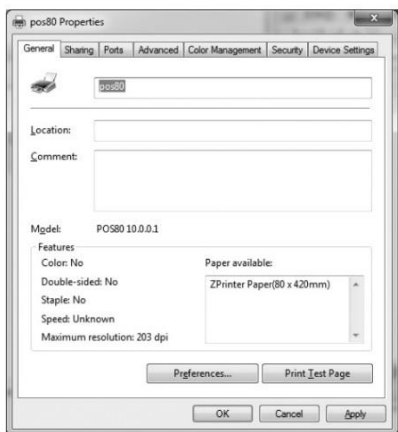 pos80 Properties
x
General Sharing Ports Advanced Color Management Security Device Settings
pos80
Location:
Comment:
Model: POS80 10.0.0.1
Features
Color: No
Paper available:
Double-sided: No
ZPrinter Paper(80 x 420mm)
Staple: No
Speed: Unknown
Maximum resolution: 203 dpi
Preferences... Print Test Page
OK Cancel Apply